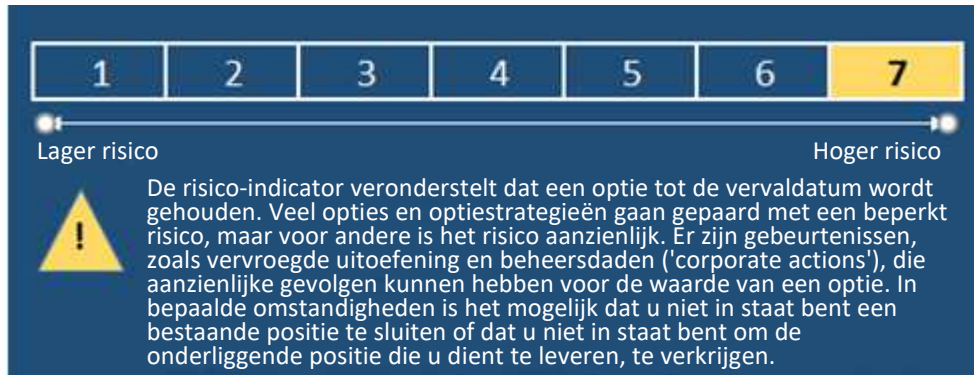 1 2 3 4 5 6 7
Lager risico Hoger risico
!
De risico-indicator veronderstelt dat een optie tot de vervaldatum wordt
gehouden. Veel opties en optiestrategieën gaan gepaard met een beperkt
risico, maar voor andere is het risico aanzienlijk. Er zijn gebeurtenissen,
zoals vervroegde uitoefening en beheersdaden ('corporate actions'), die
aanzienlijke gevolgen kunnen hebben voor de waarde van een optie. In
bepaalde omstandigheden is het mogelijk dat u niet in staat bent een
bestaande positie te sluiten of dat u niet in staat bent om de
onderliggende positie die u dient te leveren, te verkrijgen.